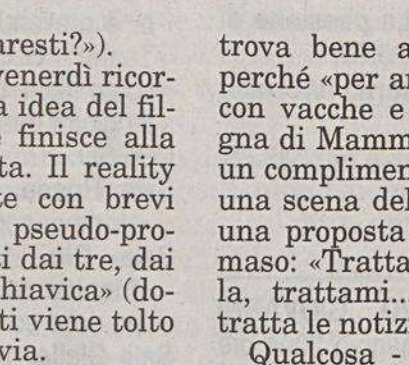 aresti?»).
venerdì ricor-
a idea del fil-
finisce alla
ta. Il reality
te con brevi
pseudo-pro-
i dai tre, dai
hiavica» (do-
ti viene tolto
via.
trova bene a
perché «per a
con vacche e
gna di Mamm
un complimen
una scena del
una proposta
maso: «Tratta
la, trattami..
tratta le notiz
Qualcosa -